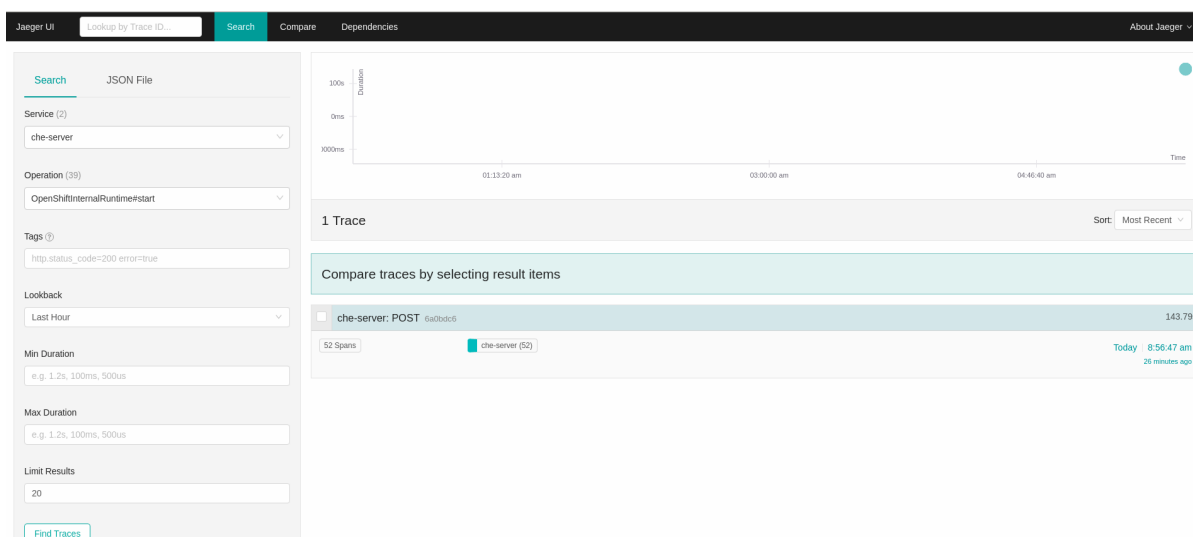 Jaeger UI Lookup by Trace ID... Search Compare Dependencies About Jaeger
Search JSON File
Service (2)
che-server
Operation (39)
OpenShiftInternalRuntime#start
Tags
http.status_code=200 error=true
Lookback
Last Hour
Min Duration
e.g. 1.2s, 100ms, 500us
Max Duration
e.g. 1.2s, 100ms, 500us
Limit Results
20
Find Traces
Duration
100s
0ms
0000ms
Time
01:13:20 am 03:00:00 am 04:46:40 am
1 Trace Sort: Most Recent
Compare traces by selecting result items
che-server: POST 6a0bdc6 143.79
52 Spans che-server (52) Today 8:56:47 am
26 minutes ago